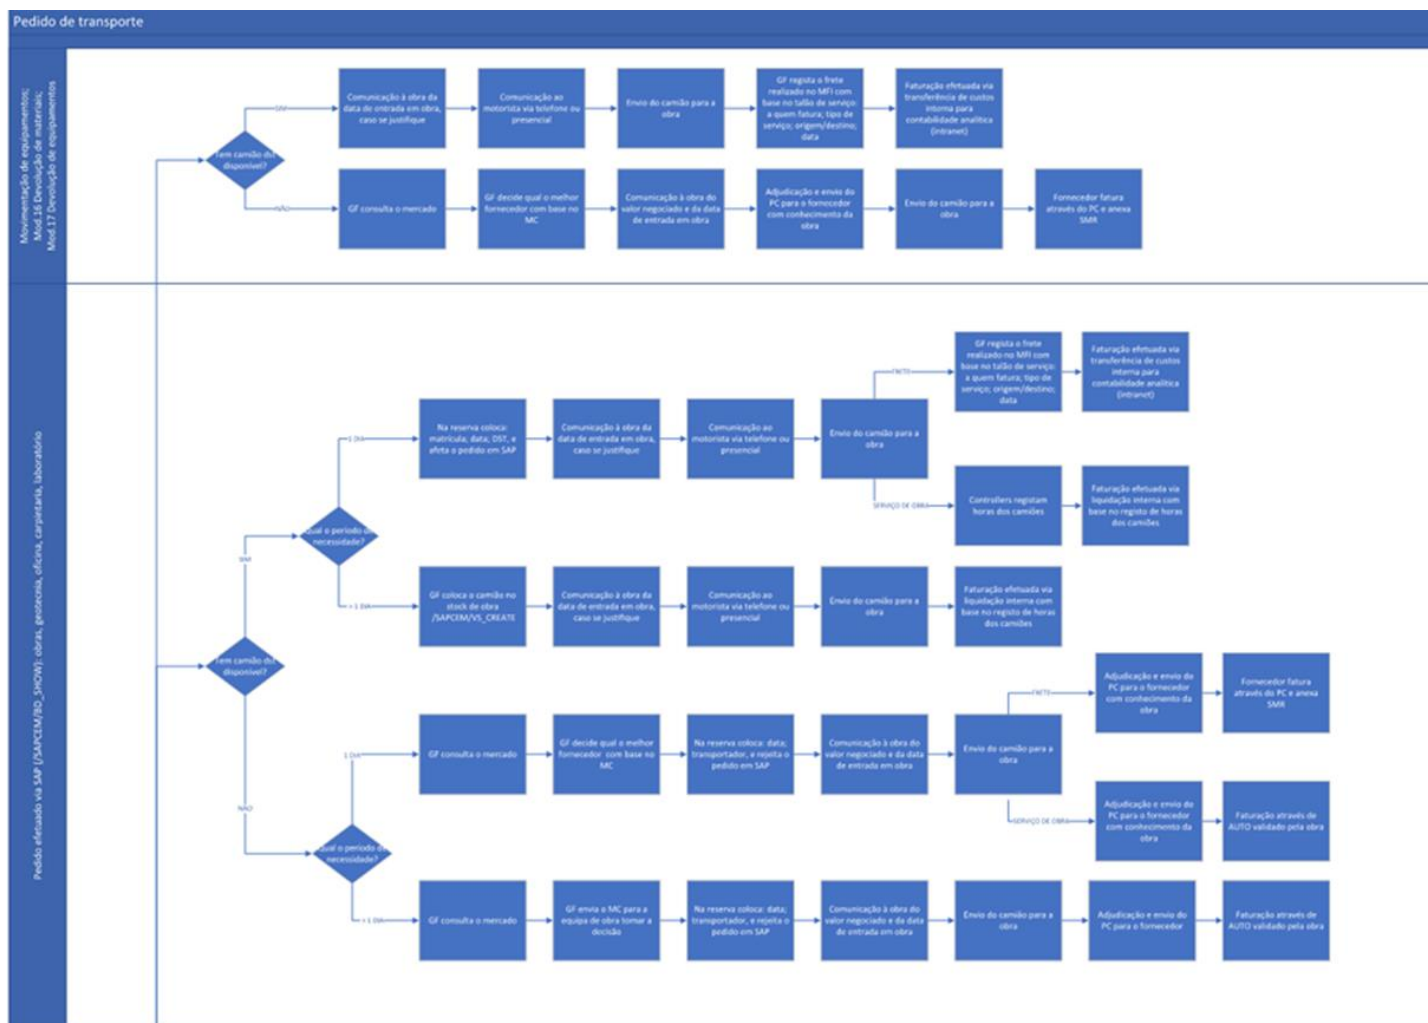 Pedido de transporte
Movimentação de equipamentos;
Mod.16 Devolução de materiais;
Mod.17 Devolução de equipamentos
Tem camião dst
disponível?
SIM
Comunicação à obra da
data de entrada em obra,
caso se justifique
Comunicação ao
motorista via telefone ou
presencial
Envio do camião para a
obra
GF regista o frete
realizado no MFI com
base no talão de serviço:
a quem fatura; tipo de
serviço; origem/destino;
data
Faturação efetuada via
transferência de custos
interna para
contabilidade analítica
(intranet)
NÃO
GF consulta o mercado
GF decide qual o melhor
fornecedor com base no
MC
Comunicação à obra do
valor negociado e da data
de entrada em obra
Adjudicação e envio do
PC para o fornecedor
com conhecimento da
obra
Envio do camião para a
obra
Fornecedor fatura
através do PC e anexa
SMR
Pedido efetuado via SAP (/SAPCEM/BD_SHOW): obras, geotecnia, oficina, carpintaria, laboratório
Tem camião dst
disponível?
SIM
Qual o período de
necessidade?
1 DIA
Na reserva coloca:
matrícula; data; DST, e
afeta o pedido em SAP
Comunicação à obra da
data de entrada em obra,
caso se justifique
Comunicação ao
motorista via telefone ou
presencial
Envio do camião para a
obra
FRETE
GF regista o frete
realizado no MFI com
base no talão de serviço:
a quem fatura; tipo de
serviço; origem/destino;
data
Faturação efetuada via
transferência de custos
interna para
contabilidade analítica
(intranet)
SERVIÇO DE OBRA
Controllers registam
horas dos camiões
Faturação efetuada via
liquidação interna com
base no registo de horas
dos camiões
> 1 DIA
GF coloca o camião no
stock de obra
/SAPCEM/VS_CREATE
Comunicação à obra da
data de entrada em obra,
caso se justifique
Comunicação ao
motorista via telefone ou
presencial
Envio do camião para a
obra
Faturação efetuada via
liquidação interna com
base no registo de horas
dos camiões
NÃO
Qual o período de
necessidade?
1 DIA
GF consulta o mercado
GF decide qual o melhor
fornecedor com base no
MC
Na reserva coloca: data;
transportador, e rejeita o
pedido em SAP
Comunicação à obra do
valor negociado e da data
de entrada em obra
Envio do camião para a
obra
FRETE
Adjudicação e envio do
PC para o fornecedor
com conhecimento da
obra
Fornecedor fatura
através do PC e anexa
SMR
SERVIÇO DE OBRA
Adjudicação e envio do
PC para o fornecedor
com conhecimento da
obra
Faturação através de
AUTO validado pela obra
> 1 DIA
GF consulta o mercado
GF envia o MC para a
equipa de obra tomar a
decisão
Na reserva coloca: data;
transportador, e rejeita o
pedido em SAP
Comunicação à obra do
valor negociado e da data
de entrada em obra
Envio do camião para a
obra
Adjudicação e envio do
PC para o fornecedor
Faturação através de
AUTO validado pela obra